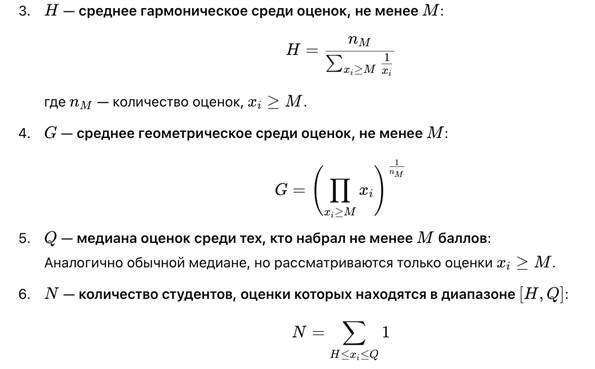 3. H — среднее гармоническое среди оценок, не менее M:
H = n_M / ∑_{x_i≥M} 1/x_i
где n_M — количество оценок, x_i ≥ M.
4. G — среднее геометрическое среди оценок, не менее M:
G = (∏_{x_i≥M} x_i)^{1/n_M}
5. Q — медиана оценок среди тех, кто набрал не менее M баллов:
Аналогично обычной медиане, но рассматриваются только оценки x_i ≥ M.
6. N — количество студентов, оценки которых находятся в диапазоне [H, Q]:
N = ∑_{H≤x_i≤Q} 1